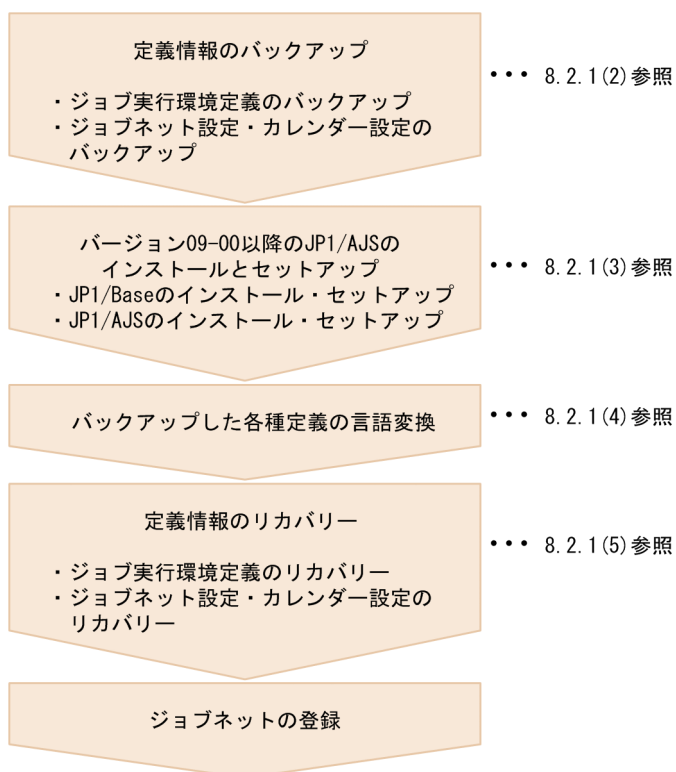 定義情報のバックアップ
・ジョブ実行環境定義のバックアップ
・ジョブネット設定・カレンダー設定の
バックアップ
・・・ 8.2.1(2)参照
バージョン09-00以降のJP1/AJSの
インストールとセットアップ
・JP1/Baseのインストール・セットアップ
・JP1/AJSのインストール・セットアップ
・・・ 8.2.1(3)参照
バックアップした各種定義の言語変換
・・・ 8.2.1(4)参照
定義情報のリカバリー
・ジョブ実行環境定義のリカバリー
・ジョブネット設定・カレンダー設定の
リカバリー
・・・ 8.2.1(5)参照
ジョブネットの登録